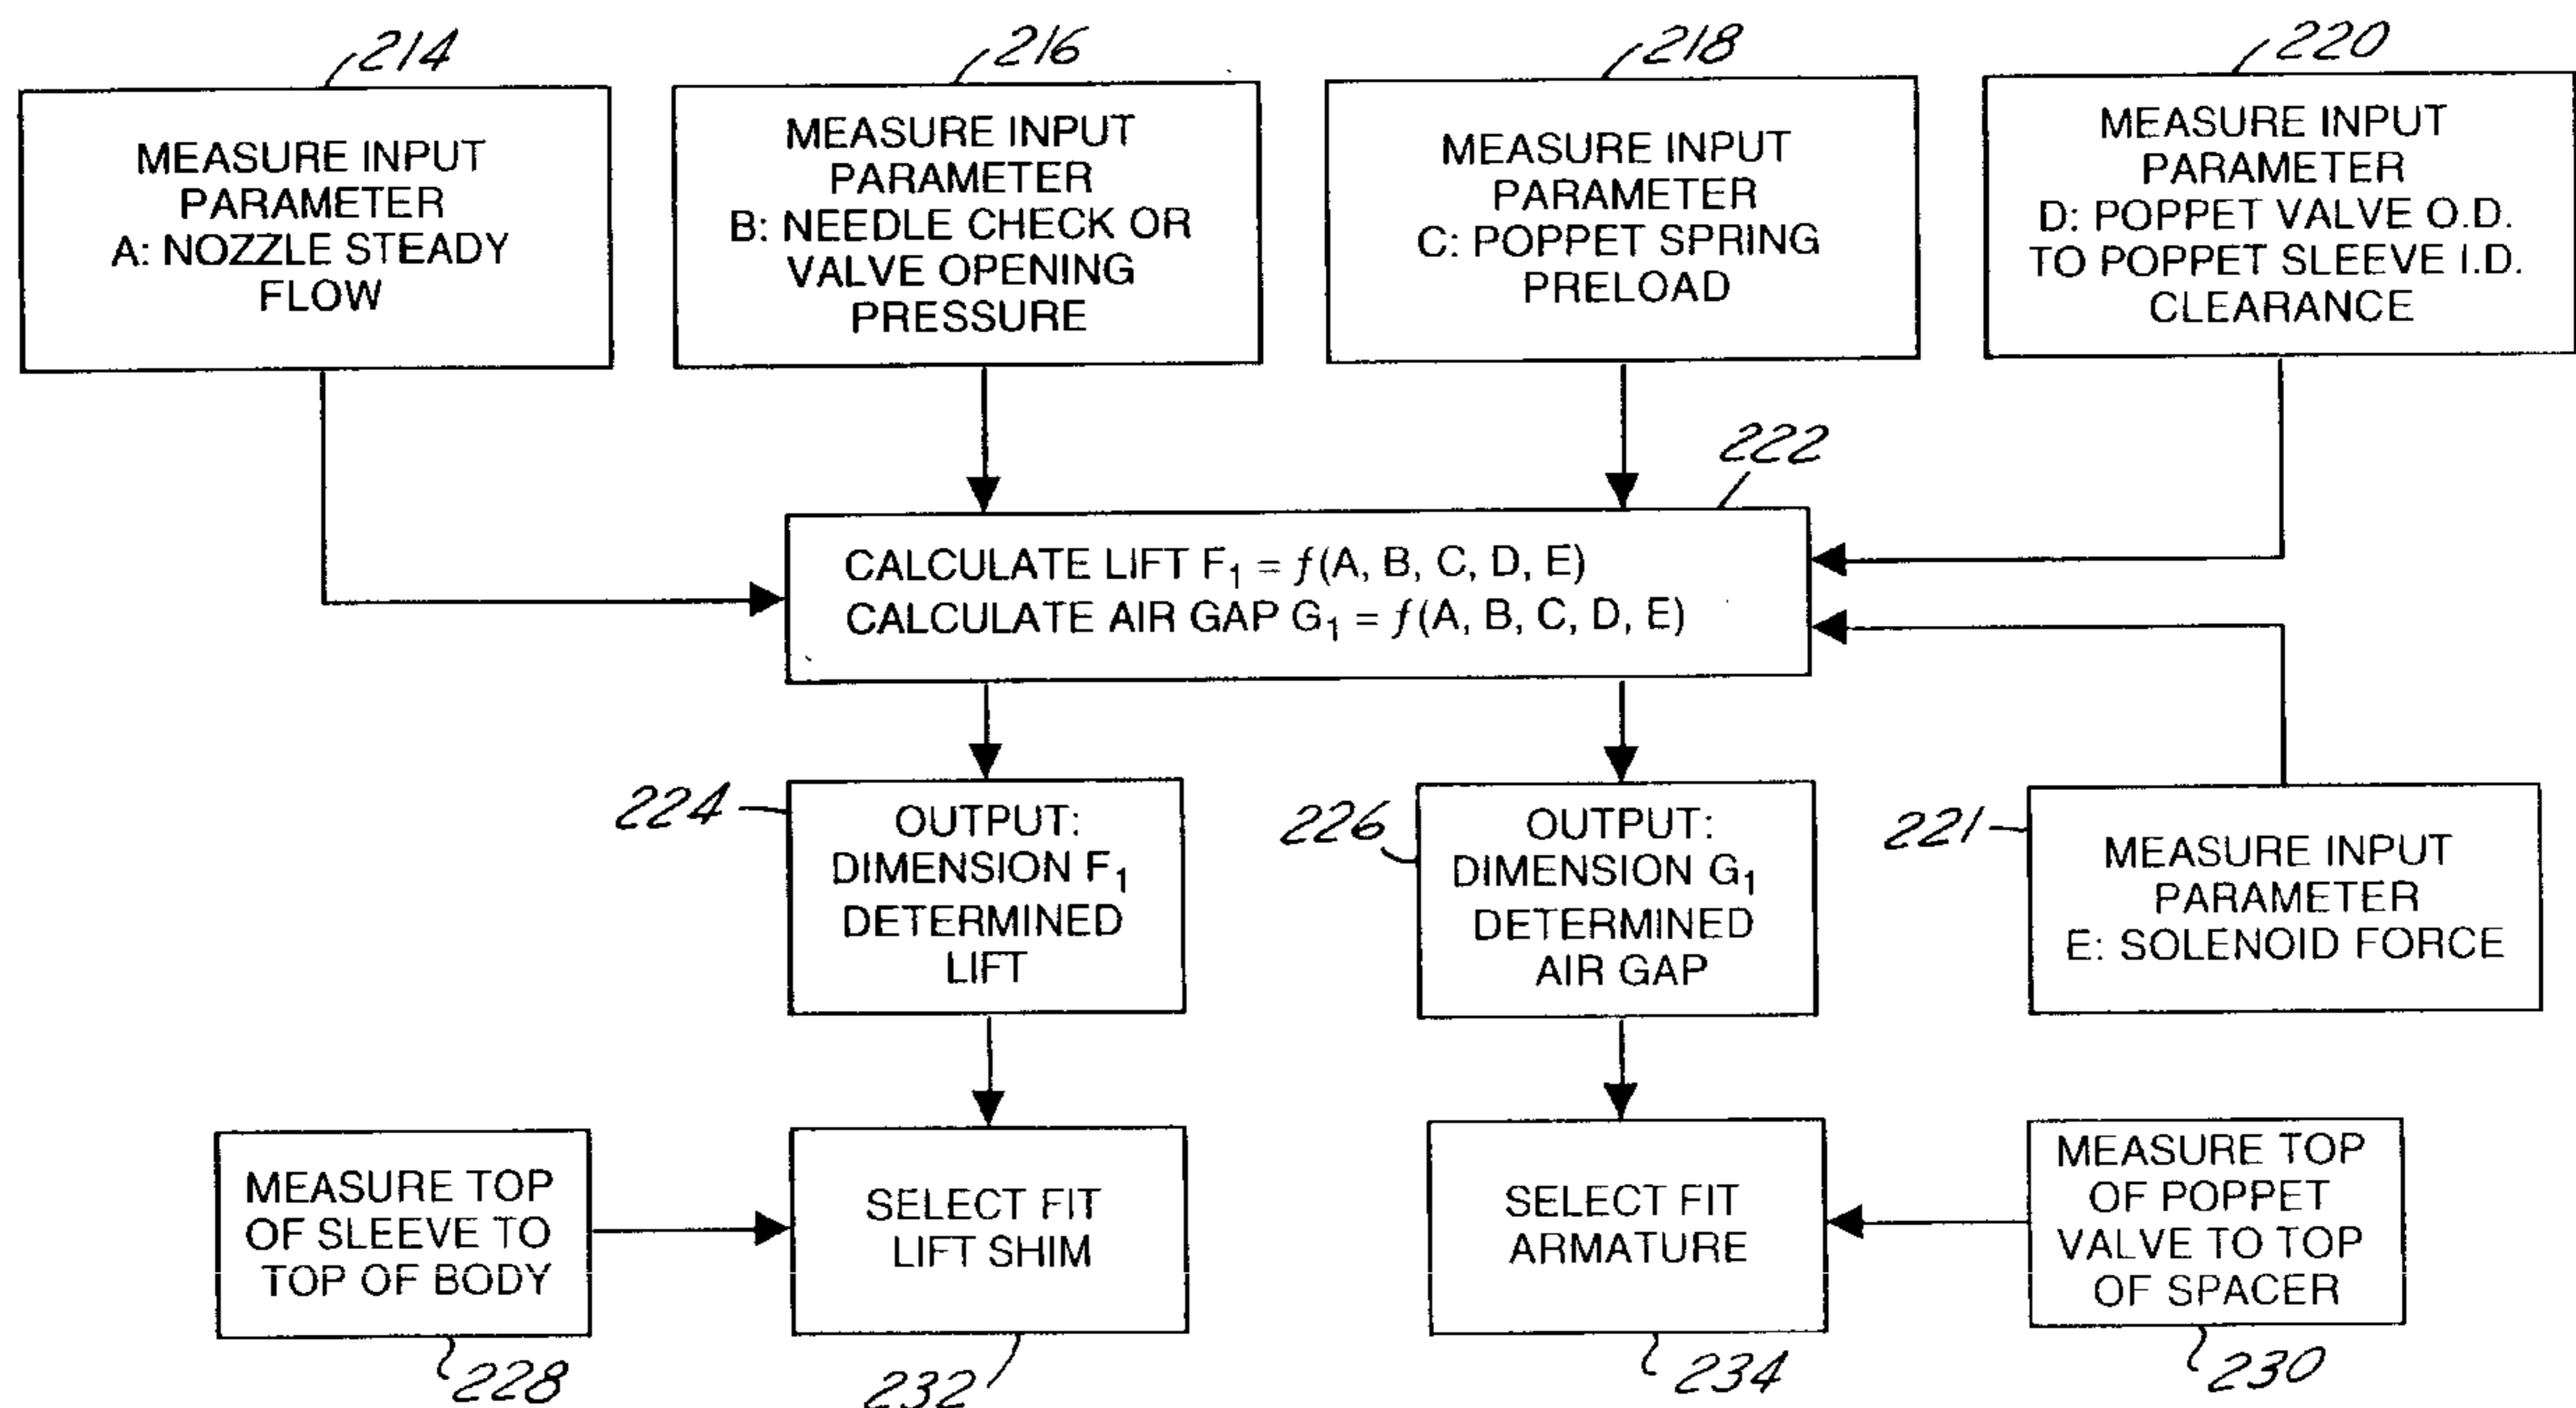 214
MEASURE INPUT
PARAMETER
A: NOZZLE STEADY
FLOW
216
MEASURE INPUT
PARAMETER
B: NEEDLE CHECK OR
VALVE OPENING
PRESSURE
218
MEASURE INPUT
PARAMETER
C: POPPET SPRING
PRELOAD
220
MEASURE INPUT
PARAMETER
D: POPPET VALVE O.D.
TO POPPET SLEEVE I.D.
CLEARANCE
222
CALCULATE LIFT F₁ = f(A, B, C, D, E)
CALCULATE AIR GAP G₁ = f(A, B, C, D, E)
224
OUTPUT:
DIMENSION F₁
DETERMINED
LIFT
226
OUTPUT:
DIMENSION G₁
DETERMINED
AIR GAP
221
MEASURE INPUT
PARAMETER
E: SOLENOID FORCE
MEASURE TOP
OF SLEEVE TO
TOP OF BODY
228
SELECT FIT
LIFT SHIM
232
SELECT FIT
ARMATURE
234
MEASURE TOP
OF POPPET
VALVE TO TOP
OF SPACER
230